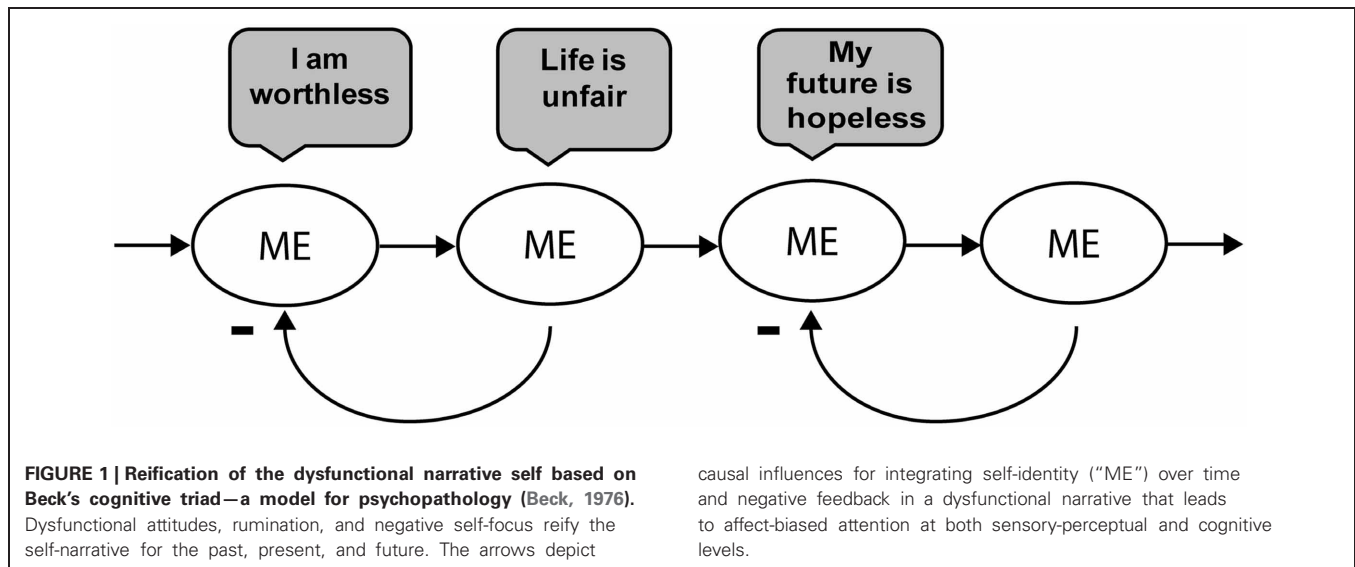 I am
worthless
Life is
unfair
My
future is
hopeless
ME
ME
ME
ME
-
-
FIGURE 1 | Reification of the dysfunctional narrative self based on
Beck's cognitive triad—a model for psychopathology (Beck, 1976).
Dysfunctional attitudes, rumination, and negative self-focus reify the
self-narrative for the past, present, and future. The arrows depict
causal influences for integrating self-identity ("ME") over time
and negative feedback in a dysfunctional narrative that leads
to affect-biased attention at both sensory-perceptual and cognitive
levels.